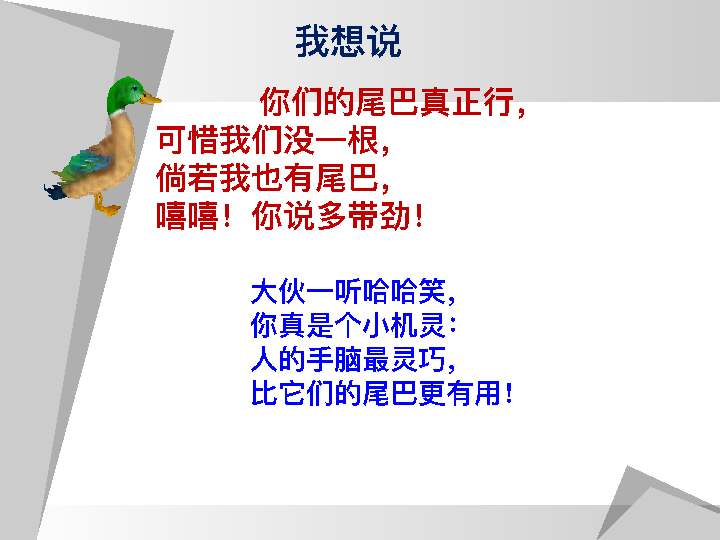 我想说
你们的尾巴真正行，
可惜我们没一根，
倘若我也有尾巴，
嘻嘻！你说多带劲！
大伙一听哈哈笑，
你真是个小机灵：
人的手脑最灵巧，
比它们的尾巴更有用！